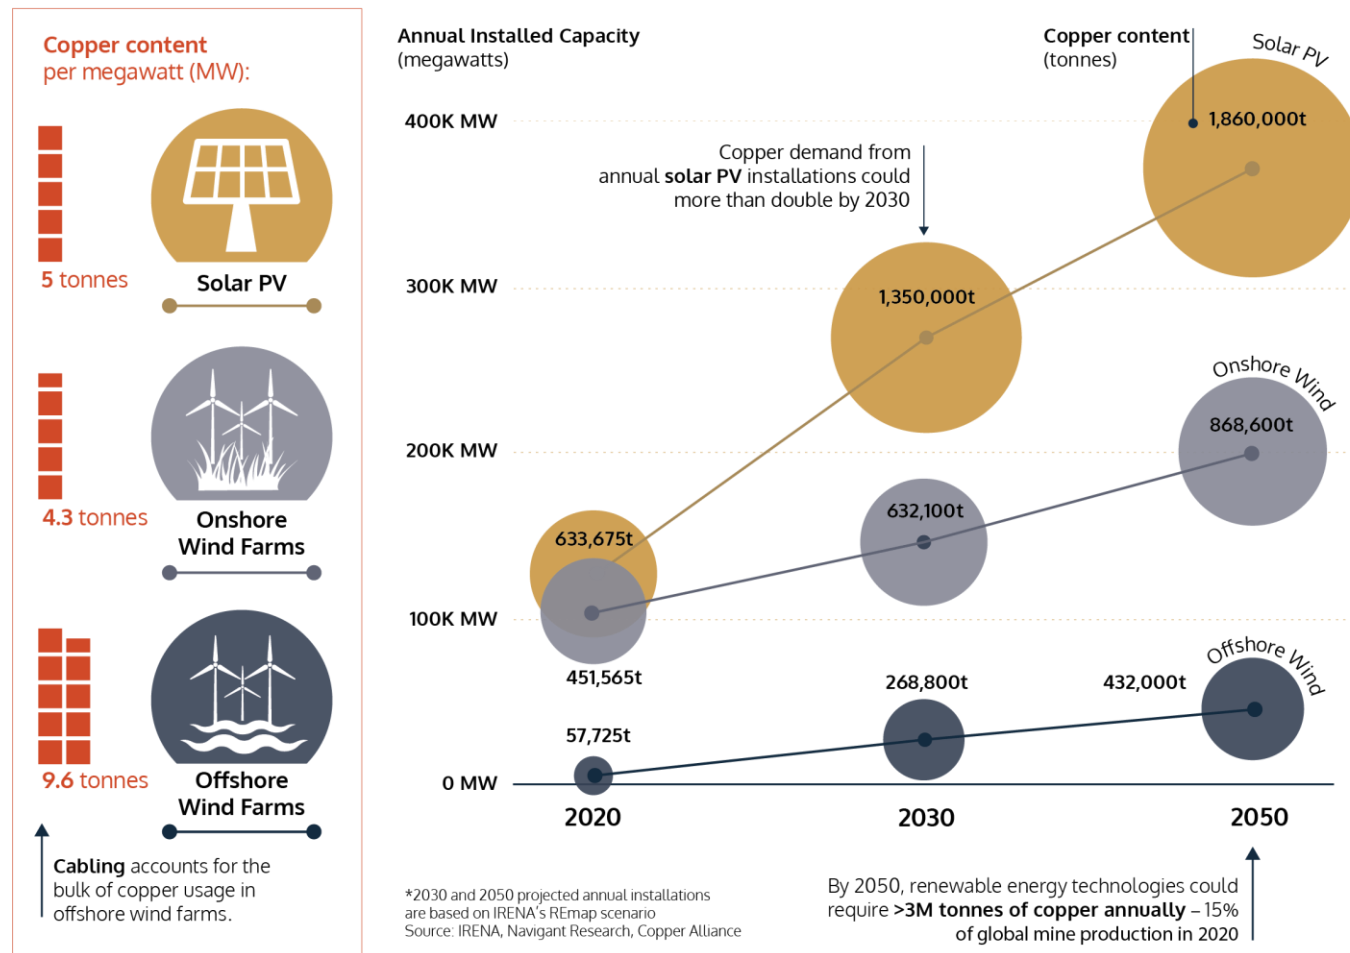 Copper content
per megawatt (MW):
5 tonnes
Solar PV
4.3 tonnes
Onshore
Wind Farms
9.6 tonnes
Offshore
Wind Farms
Cabling accounts for the
bulk of copper usage in
offshore wind farms.
Annual Installed Capacity
(megawatts)
Copper content
(tonnes)
Solar PV
400K MW
1,860,000t
Copper demand from
annual solar PV installations could
more than double by 2030
300K MW
1,350,000t
Onshore Wind
200K MW
868,600t
632,100t
633,675t
100K MW
451,565t
Offshore Wind
268,800t
432,000t
57,725t
0 MW
2020
2030
2050
*2030 and 2050 projected annual installations
are based on IRENA's REmap scenario
Source: IRENA, Navigant Research, Copper Alliance
By 2050, renewable energy technologies could
require >3M tonnes of copper annually – 15%
of global mine production in 2020